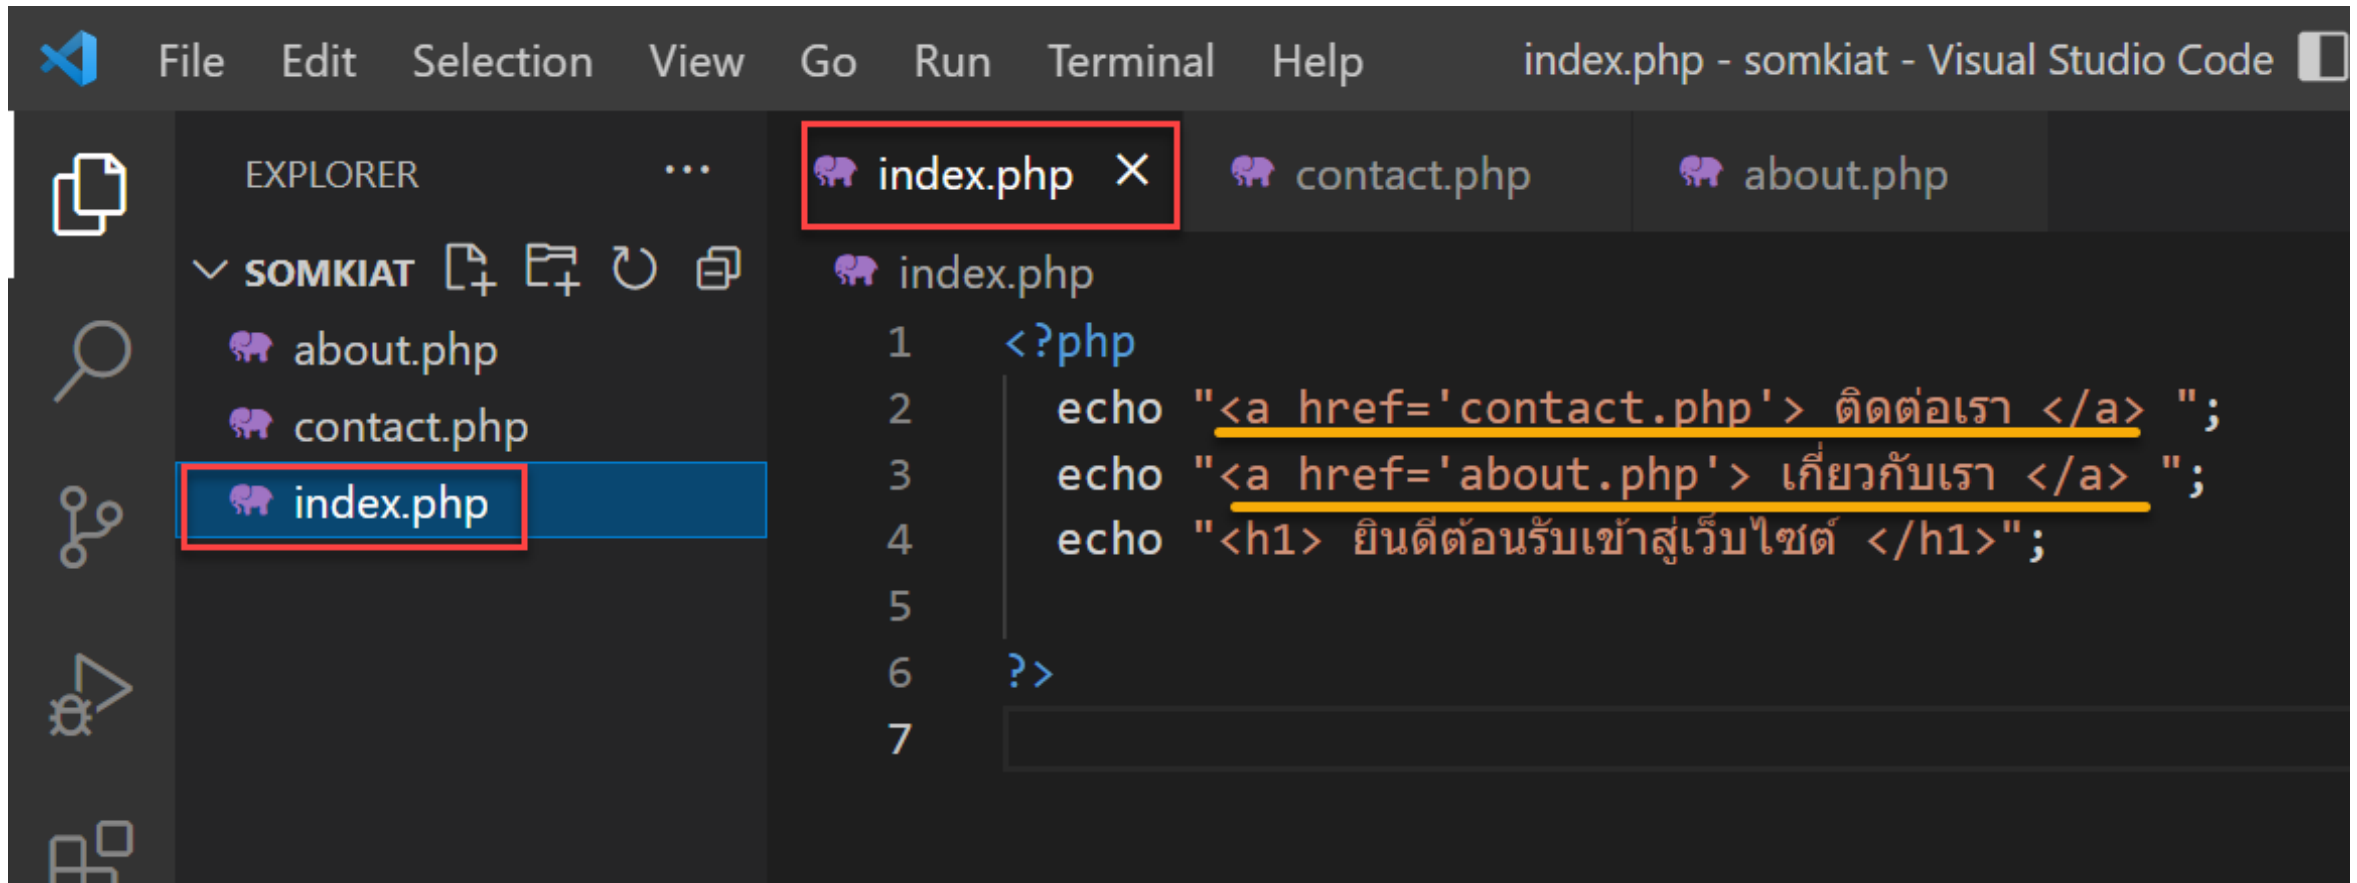 File Edit Selection View Go Run Terminal Help index.php - somkiat - Visual Studio Code
EXPLORER ···
index.php × contact.php about.php
SOMKIAT
index.php
about.php
contact.php
index.php
1 <?php
2 echo "<a href='contact.php'> ติดต่อเรา </a> ";
3 echo "<a href='about.php'> เกี่ยวกับเรา </a> ";
4 echo "<h1> ยินดีต้อนรับเข้าสู่เว็บไซต์ </h1>";
5
6 ?>
7